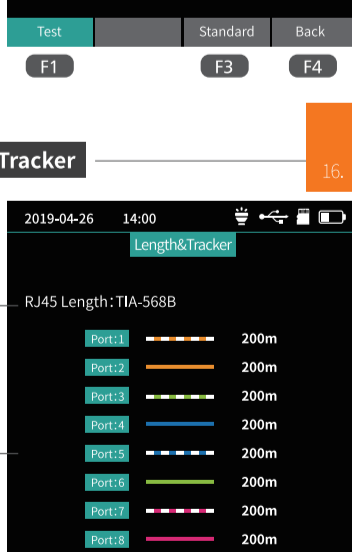 Test Standard Back
F1 F3 F4
Tracker
16.
2019-04-26 14:00
Length&Tracker
RJ45 Length:TIA-568B
Port:1 200m
Port:2 200m
Port:3 200m
Port:4 200m
Port:5 200m
Port:6 200m
Port:7 200m
Port:8 200m